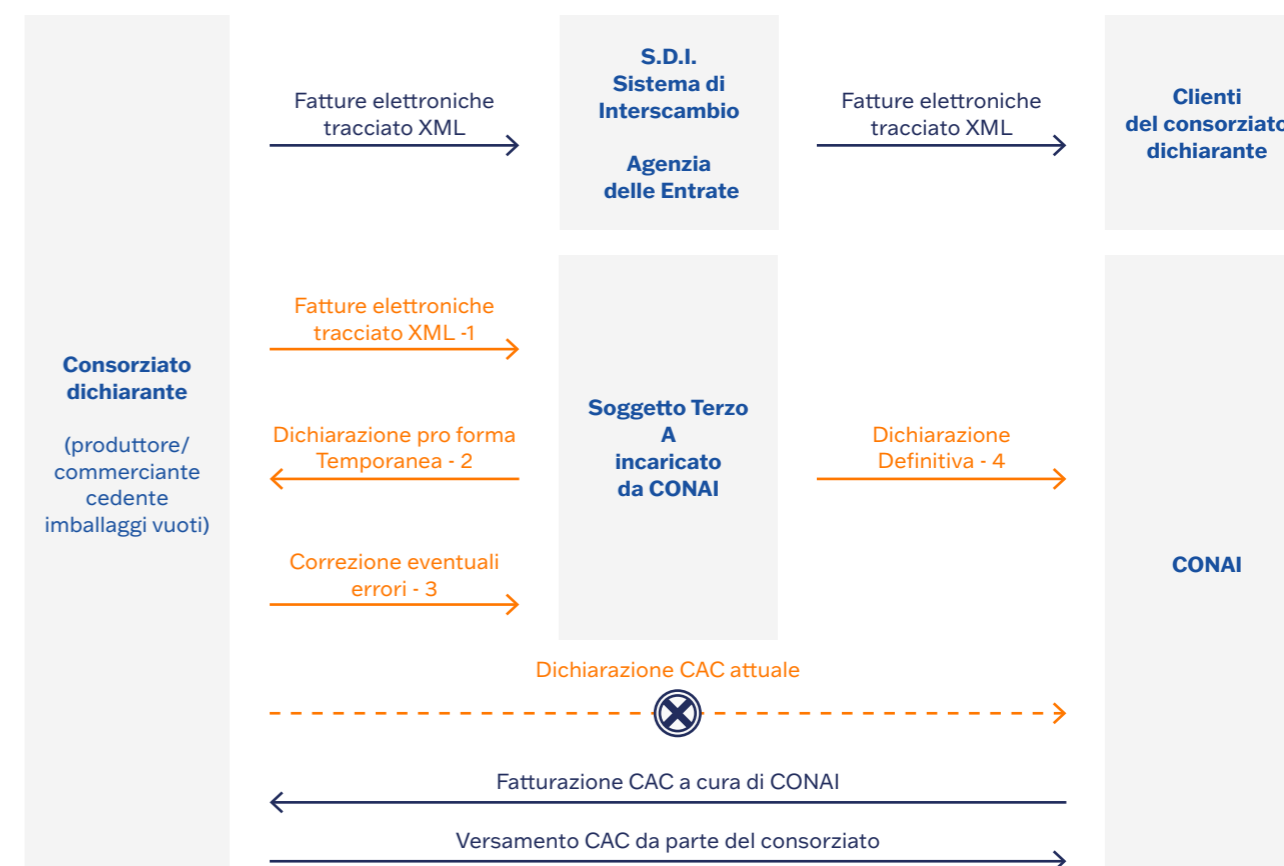 S.D.I.
Sistema di
Interscambio
Agenzia
delle Entrate
Fatture elettroniche
tracciato XML
Fatture elettroniche
tracciato XML
Clienti
del consorziato
dichiarante
Consorziato
dichiarante
(produttore/
commerciante
cedente
imballaggi vuoti)
Fatture elettroniche
tracciato XML -1
Dichiarazione pro forma
Temporanea - 2
Correzione eventuali
errori - 3
Soggetto Terzo
A
incaricato
da CONAI
Dichiarazione
Definitiva - 4
CONAI
Dichiarazione CAC attuale
Fatturazione CAC a cura di CONAI
Versamento CAC da parte del consorziato